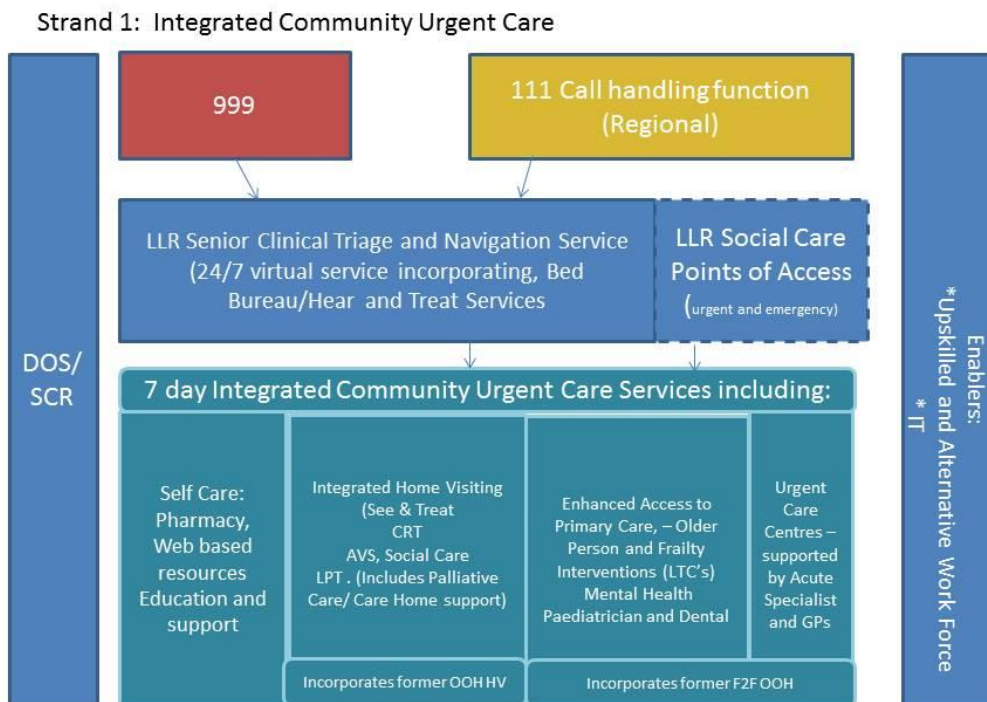 Strand 1:  Integrated Community Urgent Care
999
111 Call handling function
(Regional)
LLR Senior Clinical Triage and Navigation Service
(24/7 virtual service incorporating, Bed
Bureau/Hear and Treat Services
LLR Social Care
Points of Access
(urgent and emergency)
DOS/
SCR
7 day Integrated Community Urgent Care Services including:
Self Care:
Pharmacy,
Web based
resources
Education and
support
Integrated Home Visiting
(See & Treat
CRT
AVS, Social Care
LPT . (Includes Palliative
Care/ Care Home support)
Enhanced Access to
Primary Care, – Older
Person and Frailty
Interventions (LTC's)
Mental Health
Paediatrician and Dental
Urgent
Care
Centres –
supported
by Acute
Specialist
and GPs
Incorporates former OOH HV
Incorporates former F2F OOH
Enablers:
*Upskilled and Alternative Work Force
* IT